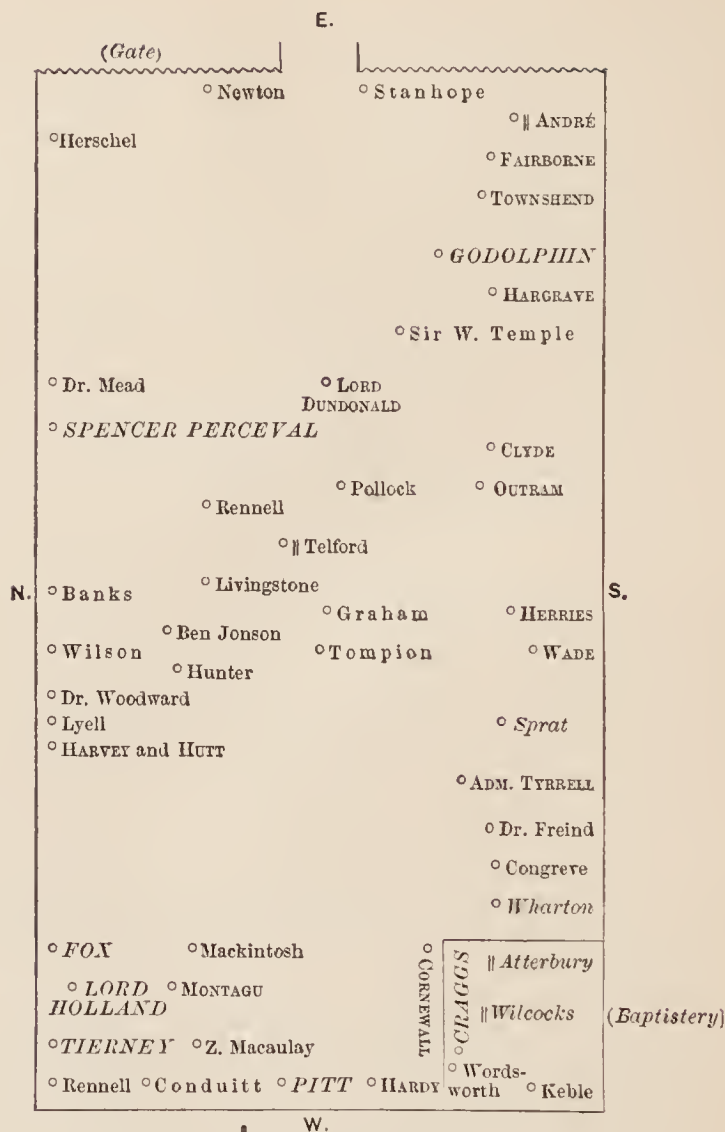 E.
(Gate)
Newton
Stanhope
ANDRÉ
Herschel
FAIRBORNE
TOWNSHEND
GODOLPHIN
HARGRAVE
Sir W. Temple
Dr. Mead
LORD
DUNDONALD
SPENCER PERCEVAL
CLYDE
Pollock
OUTRAM
Rennell
Telford
Livingstone
N.
Banks
S.
Graham
HERRIES
Ben Jonson
Wilson
Tompion
WADE
Hunter
Dr. Woodward
Lyell
Sprat
HARVEY and HUTT
ADM. TYRRELL
Dr. Freind
Congreve
Wharton
FOX
Mackintosh
CORNEWALL
CRAGGS
Atterbury
LORD
HOLLAND
MONTAGU
Wilcocks
(Baptistery)
TIERNEY
Z. Macaulay
Words-
worth
Rennell
Conduitt
PITT
HARDY
Keble
W.